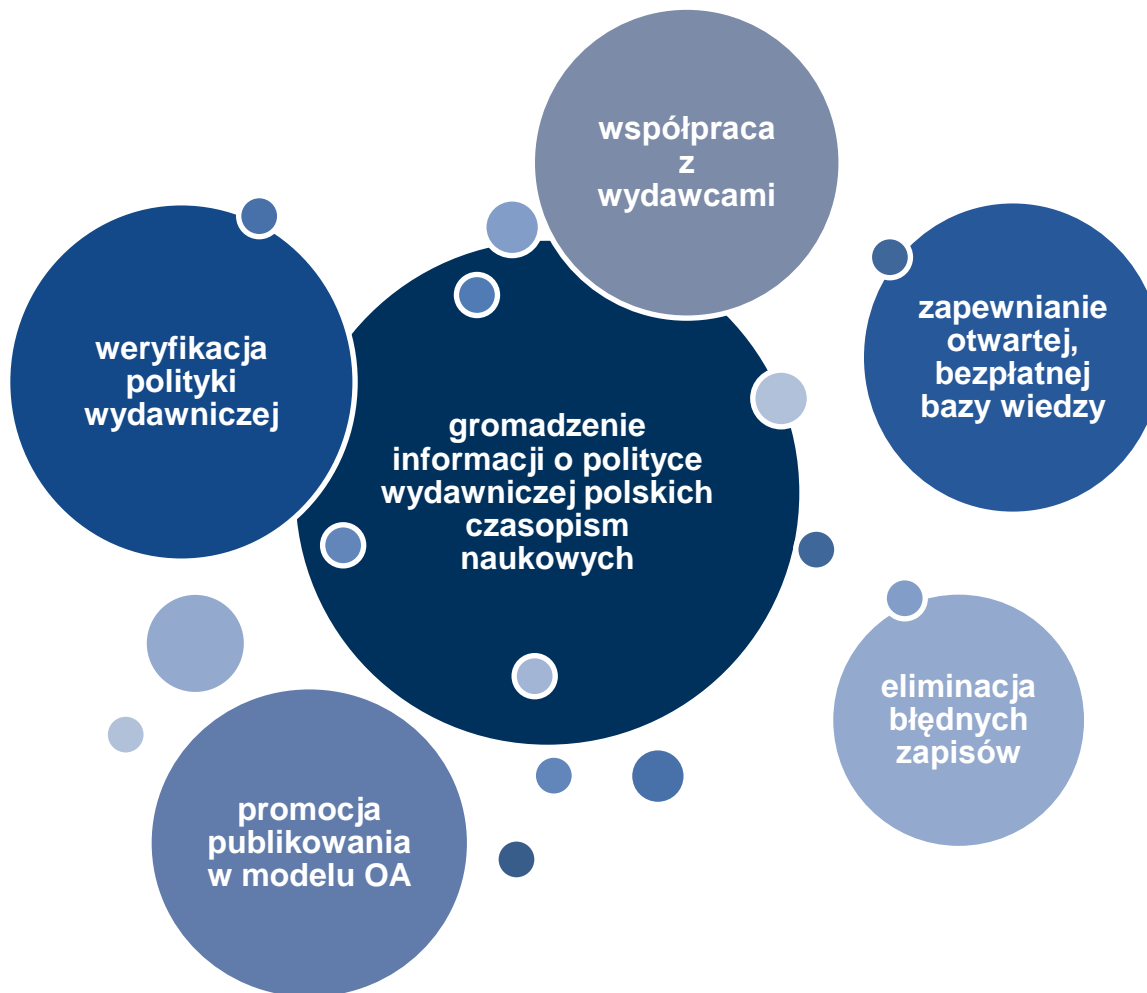 współpraca
z
wydawcami
weryfikacja
polityki
wydawniczej
gromadzenie
informacji o polityce
wydawniczej polskich
czasopism
naukowych
zapewnianie
otwartej,
bezpłatnej
bazy wiedzy
eliminacja
błędnych
zapisów
promocja
publikowania
w modelu OA